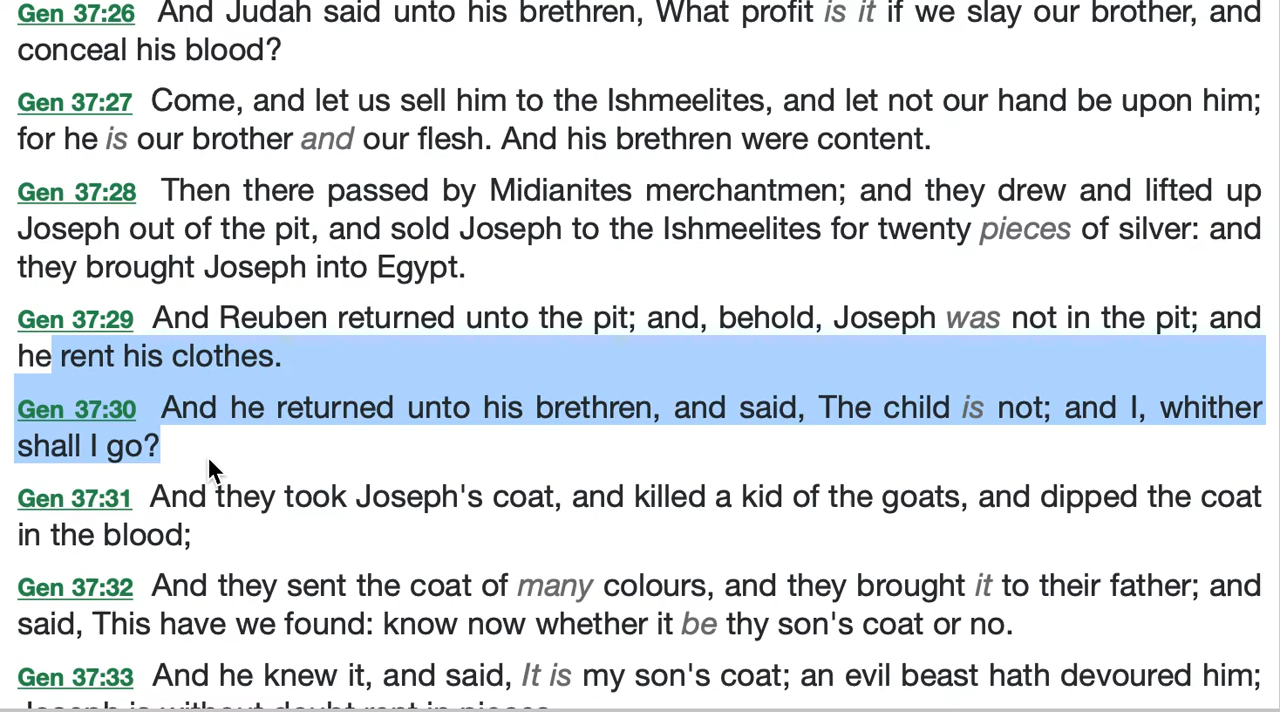 Gen 37:26 And Judah said unto his brethren, What profit is it if we slay our brother, and
conceal his blood?
Gen 37:27 Come, and let us sell him to the Ishmeelites, and let not our hand be upon him;
for he is our brother and our flesh. And his brethren were content.
Gen 37:28 Then there passed by Midianites merchantmen; and they drew and lifted up
Joseph out of the pit, and sold Joseph to the Ishmeelites for twenty pieces of silver: and
they brought Joseph into Egypt.
Gen 37:29 And Reuben returned unto the pit; and, behold, Joseph was not in the pit; and
he rent his clothes.
Gen 37:30 And he returned unto his brethren, and said, The child is not; and I, whither
shall I go?
Gen 37:31 And they took Joseph's coat, and killed a kid of the goats, and dipped the coat
in the blood;
Gen 37:32 And they sent the coat of many colours, and they brought it to their father; and
said, This have we found: know now whether it be thy son's coat or no.
Gen 37:33 And he knew it, and said, It is my son's coat; an evil beast hath devoured him;
Joseph is without doubt rent in pieces.